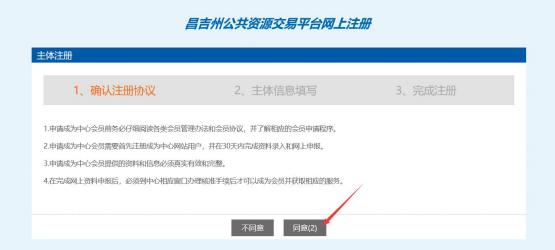 昌吉州公共资源交易平台网上注册
主体注册
1、确认注册协议 2、主体信息填写 3、完成注册
1.申请成为中心会员前务必仔细阅读各类会员管理办法和会员协议，并了解相应的会员申请程序。
2.申请成为中心会员需要首先注册成为中心网站用户，并在30天内完成资料录入和网上申报。
3.申请成为中心会员提供的资料和信息必须真实有效和完整。
4.在完成网上资料申报后，必须到中心相应窗口办理核准手续后才可以成为会员并获取相应的服务。
不同意 同意(2)